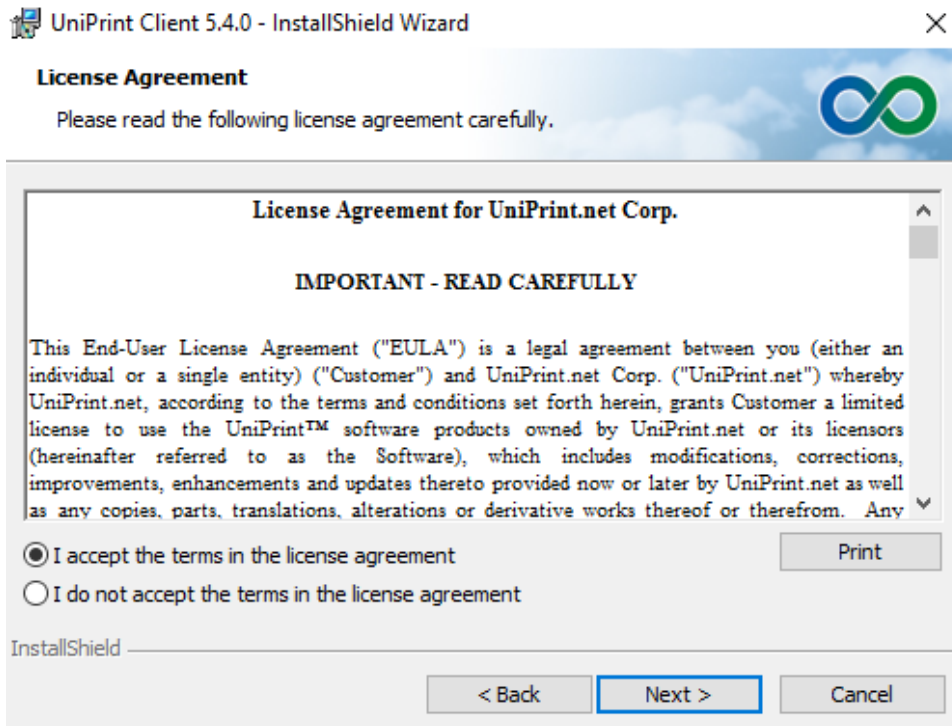 UniPrint Client 5.4.0 - InstallShield Wizard
License Agreement
Please read the following license agreement carefully.
License Agreement for UniPrint.net Corp.
IMPORTANT - READ CAREFULLY
This End-User License Agreement ("EULA") is a legal agreement between you (either an
individual or a single entity) ("Customer") and UniPrint.net Corp. ("UniPrint.net") whereby
UniPrint.net, according to the terms and conditions set forth herein, grants Customer a limited
license to use the UniPrint™ software products owned by UniPrint.net or its licensors
(hereinafter referred to as the Software), which includes modifications, corrections,
improvements, enhancements and updates thereto provided now or later by UniPrint.net as well
as any copies, parts, translations, alterations or derivative works thereof or therefrom. Any
I accept the terms in the license agreement
Print
I do not accept the terms in the license agreement
InstallShield
< Back
Next >
Cancel